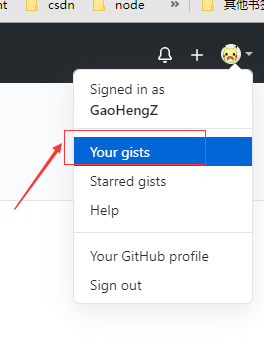 nt csdn node » 其他书签
Signed in as
GaoHengZ
Your gists
Starred gists
Help
Your GitHub profile
Sign out